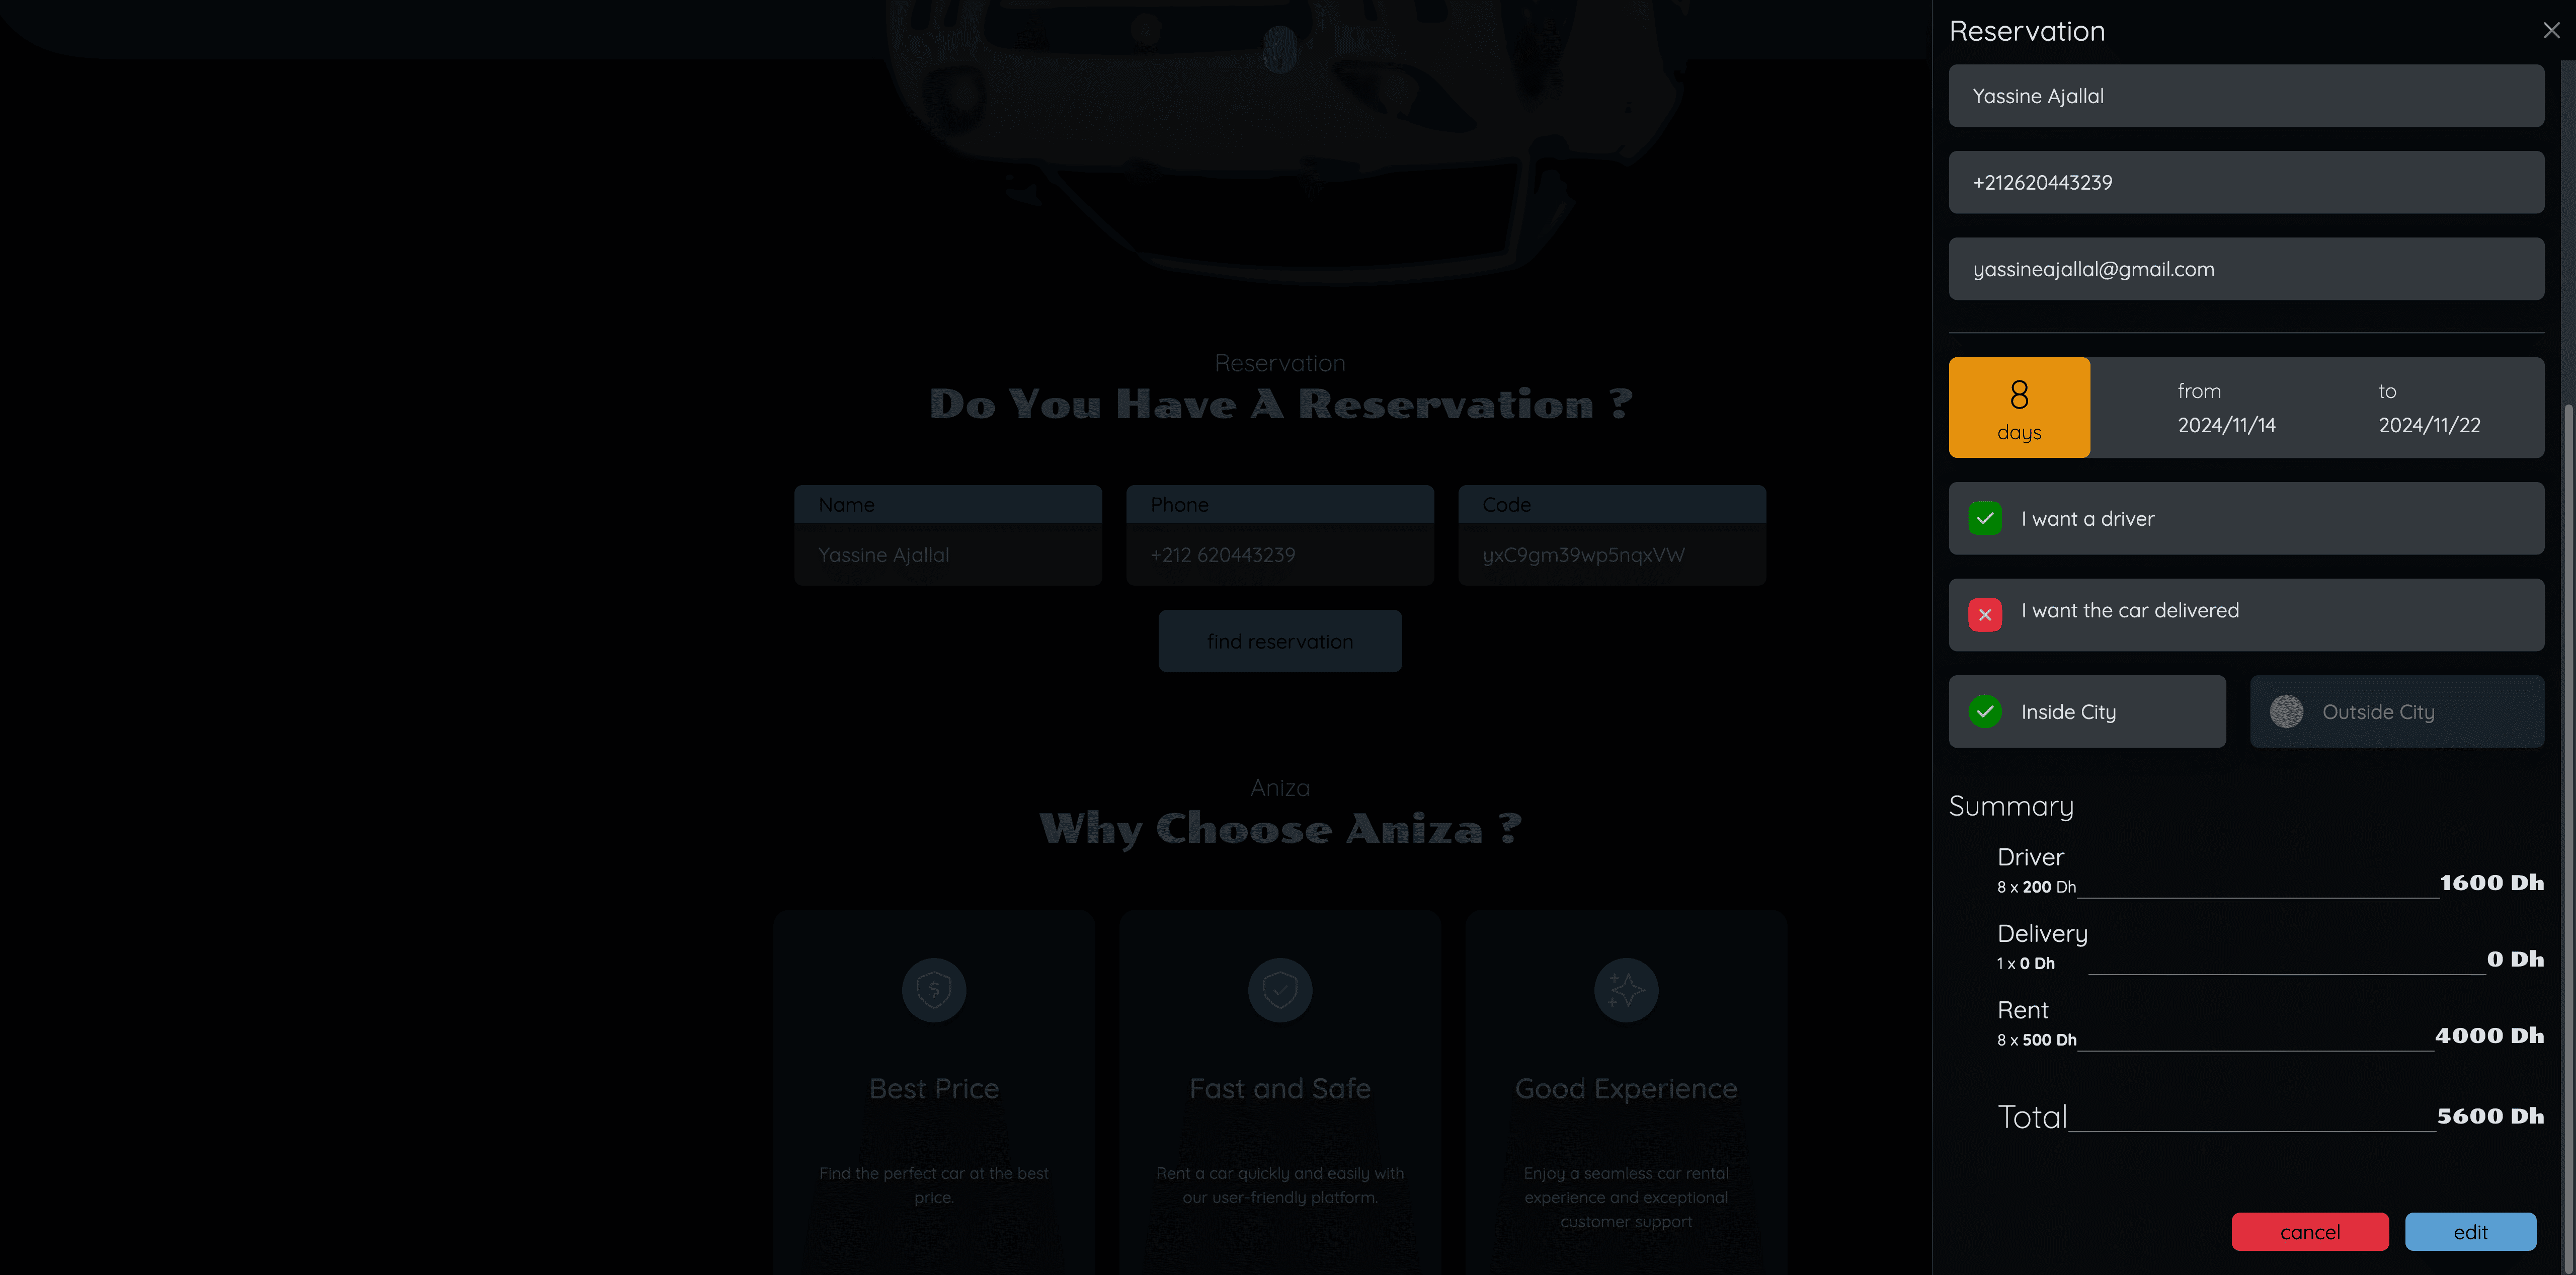 Reservation
Do You Have A Reservation ?
Name
Yassine Ajallal
Phone
+212 620443239
Code
yxC9gm39wp5nqxVW
find reservation
Aniza
Why Choose Aniza ?
Best Price
Find the perfect car at the best
price.
Fast and Safe
Rent a car quickly and easily with
our user-friendly platform.
Good Experience
Enjoy a seamless car rental
experience and exceptional
customer support
Reservation
Yassine Ajallal
+212620443239
yassineajallal@gmail.com
8
days
from
2024/11/14
to
2024/11/22
I want a driver
I want the car delivered
Inside City
Outside City
Summary
Driver
8 x 200 Dh
1600 Dh
Delivery
1 x 0 Dh
0 Dh
Rent
8 x 500 Dh
4000 Dh
Total
5600 Dh
cancel
edit